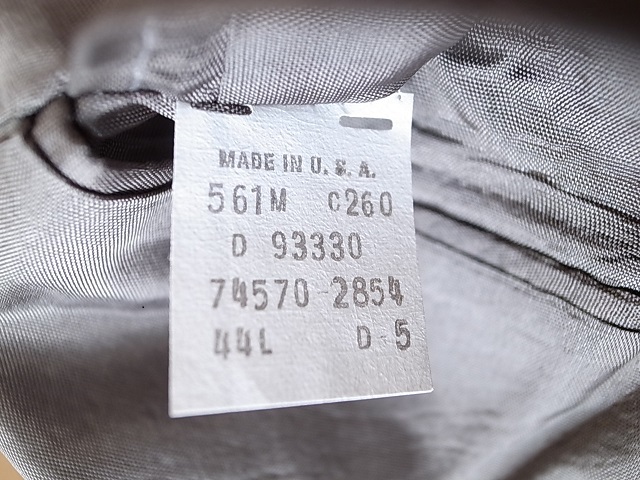 MADE IN U. S. A.
561M C260
D 93330
74570 2854
44L D-5